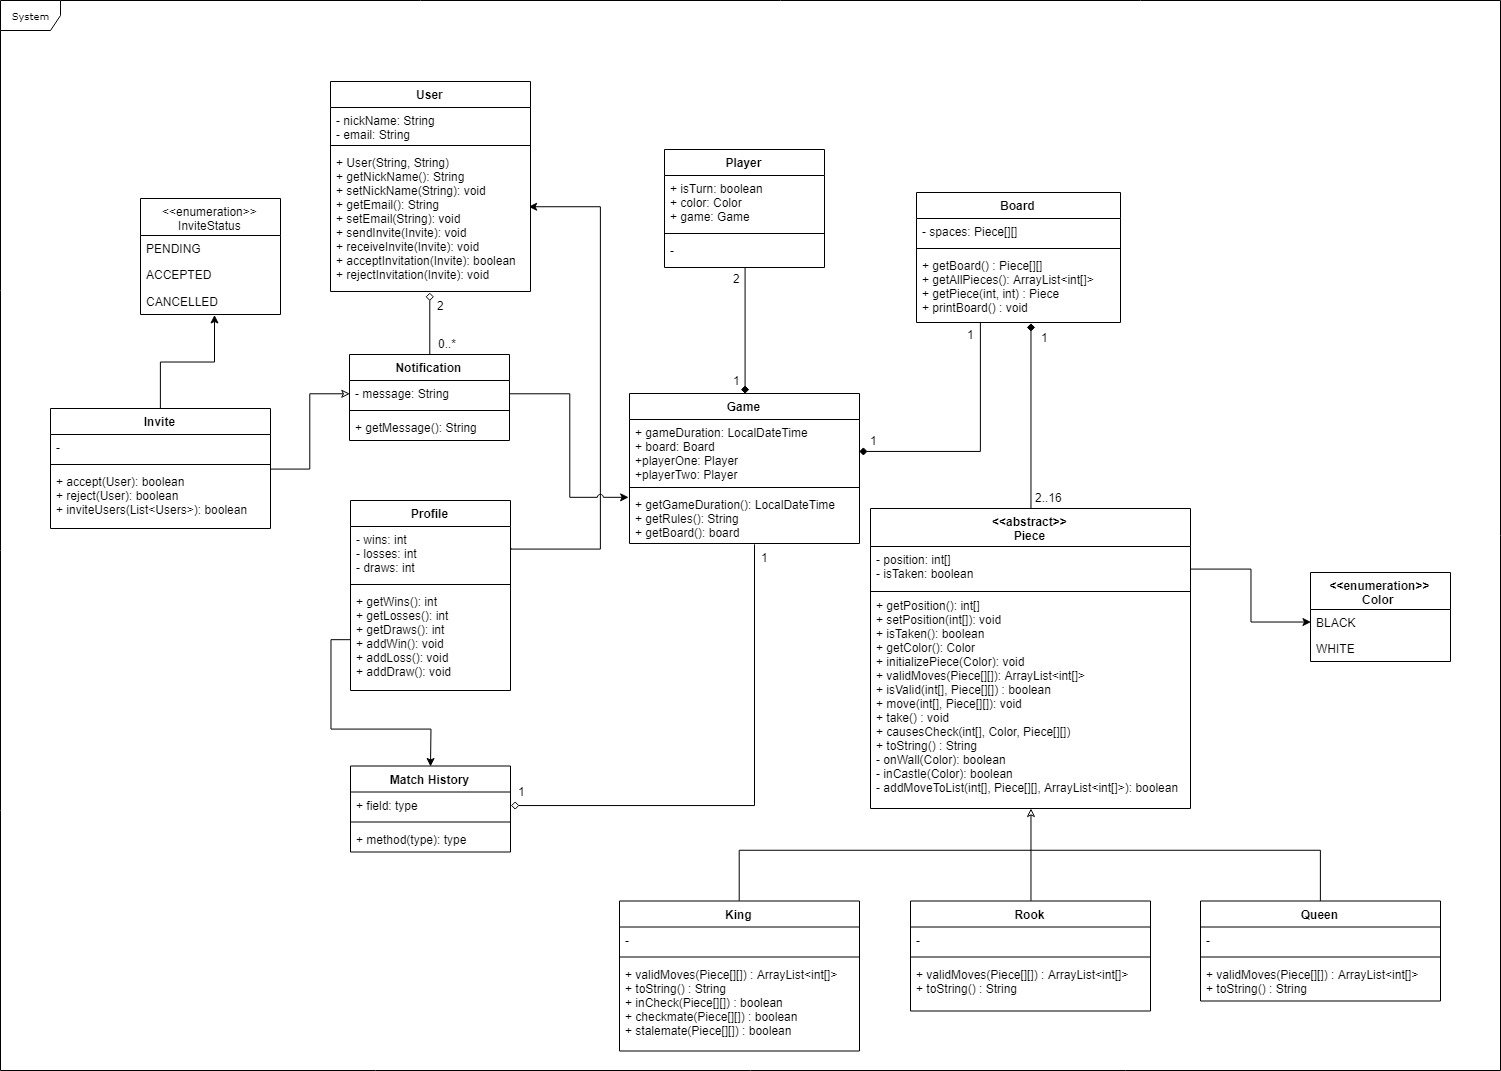 System
User
- nickName: String
- email: String
+ User(String, String)
+ getNickName(): String
+ setNickName(String): void
+ getEmail(): String
+ setEmail(String): void
+ sendInvite(Invite): void
+ receiveInvite(Invite): void
+ acceptInvitation(Invite): boolean
+ rejectInvitation(Invite): void
2
0..*
Player
+ isTurn: boolean
+ color: Color
+ game: Game
-
2
1
Board
- spaces: Piece[][]
+ getBoard() : Piece[][]
+ getAllPieces(): ArrayList<int[]>
+ getPiece(int, int) : Piece
+ printBoard() : void
1
1
<<enumeration>>
InviteStatus
PENDING
ACCEPTED
CANCELLED
Notification
- message: String
+ getMessage(): String
Invite
-
+ accept(User): boolean
+ reject(User): boolean
+ inviteUsers(List<Users>): boolean
Game
+ gameDuration: LocalDateTime
+ board: Board
+playerOne: Player
+playerTwo: Player
+ getGameDuration(): LocalDateTime
+ getRules(): String
+ getBoard(): board
1
1
2..16
Profile
- wins: int
- losses: int
- draws: int
+ getWins(): int
+ getLosses(): int
+ getDraws(): int
+ addWin(): void
+ addLoss(): void
+ addDraw(): void
<<abstract>>
Piece
- position: int[]
- isTaken: boolean
+ getPosition(): int[]
+ setPosition(int[]): void
+ isTaken(): boolean
+ getColor(): Color
+ initializePiece(Color): void
+ validMoves(Piece[][]): ArrayList<int[]>
+ isValid(int[], Piece[][]) : boolean
+ move(int[], Piece[][]): void
+ take() : void
+ causesCheck(int[], Color, Piece[][])
+ toString() : String
- onWall(Color): boolean
- inCastle(Color): boolean
- addMoveToList(int[], Piece[][], ArrayList<int[]>): boolean
<<enumeration>>
Color
BLACK
WHITE
Match History
+ field: type
+ method(type): type
1
King
-
+ validMoves(Piece[][]) : ArrayList<int[]>
+ toString() : String
+ inCheck(Piece[][]) : boolean
+ checkmate(Piece[][]) : boolean
+ stalemate(Piece[][]) : boolean
Rook
-
+ validMoves(Piece[][]) : ArrayList<int[]>
+ toString() : String
Queen
-
+ validMoves(Piece[][]) : ArrayList<int[]>
+ toString() : String